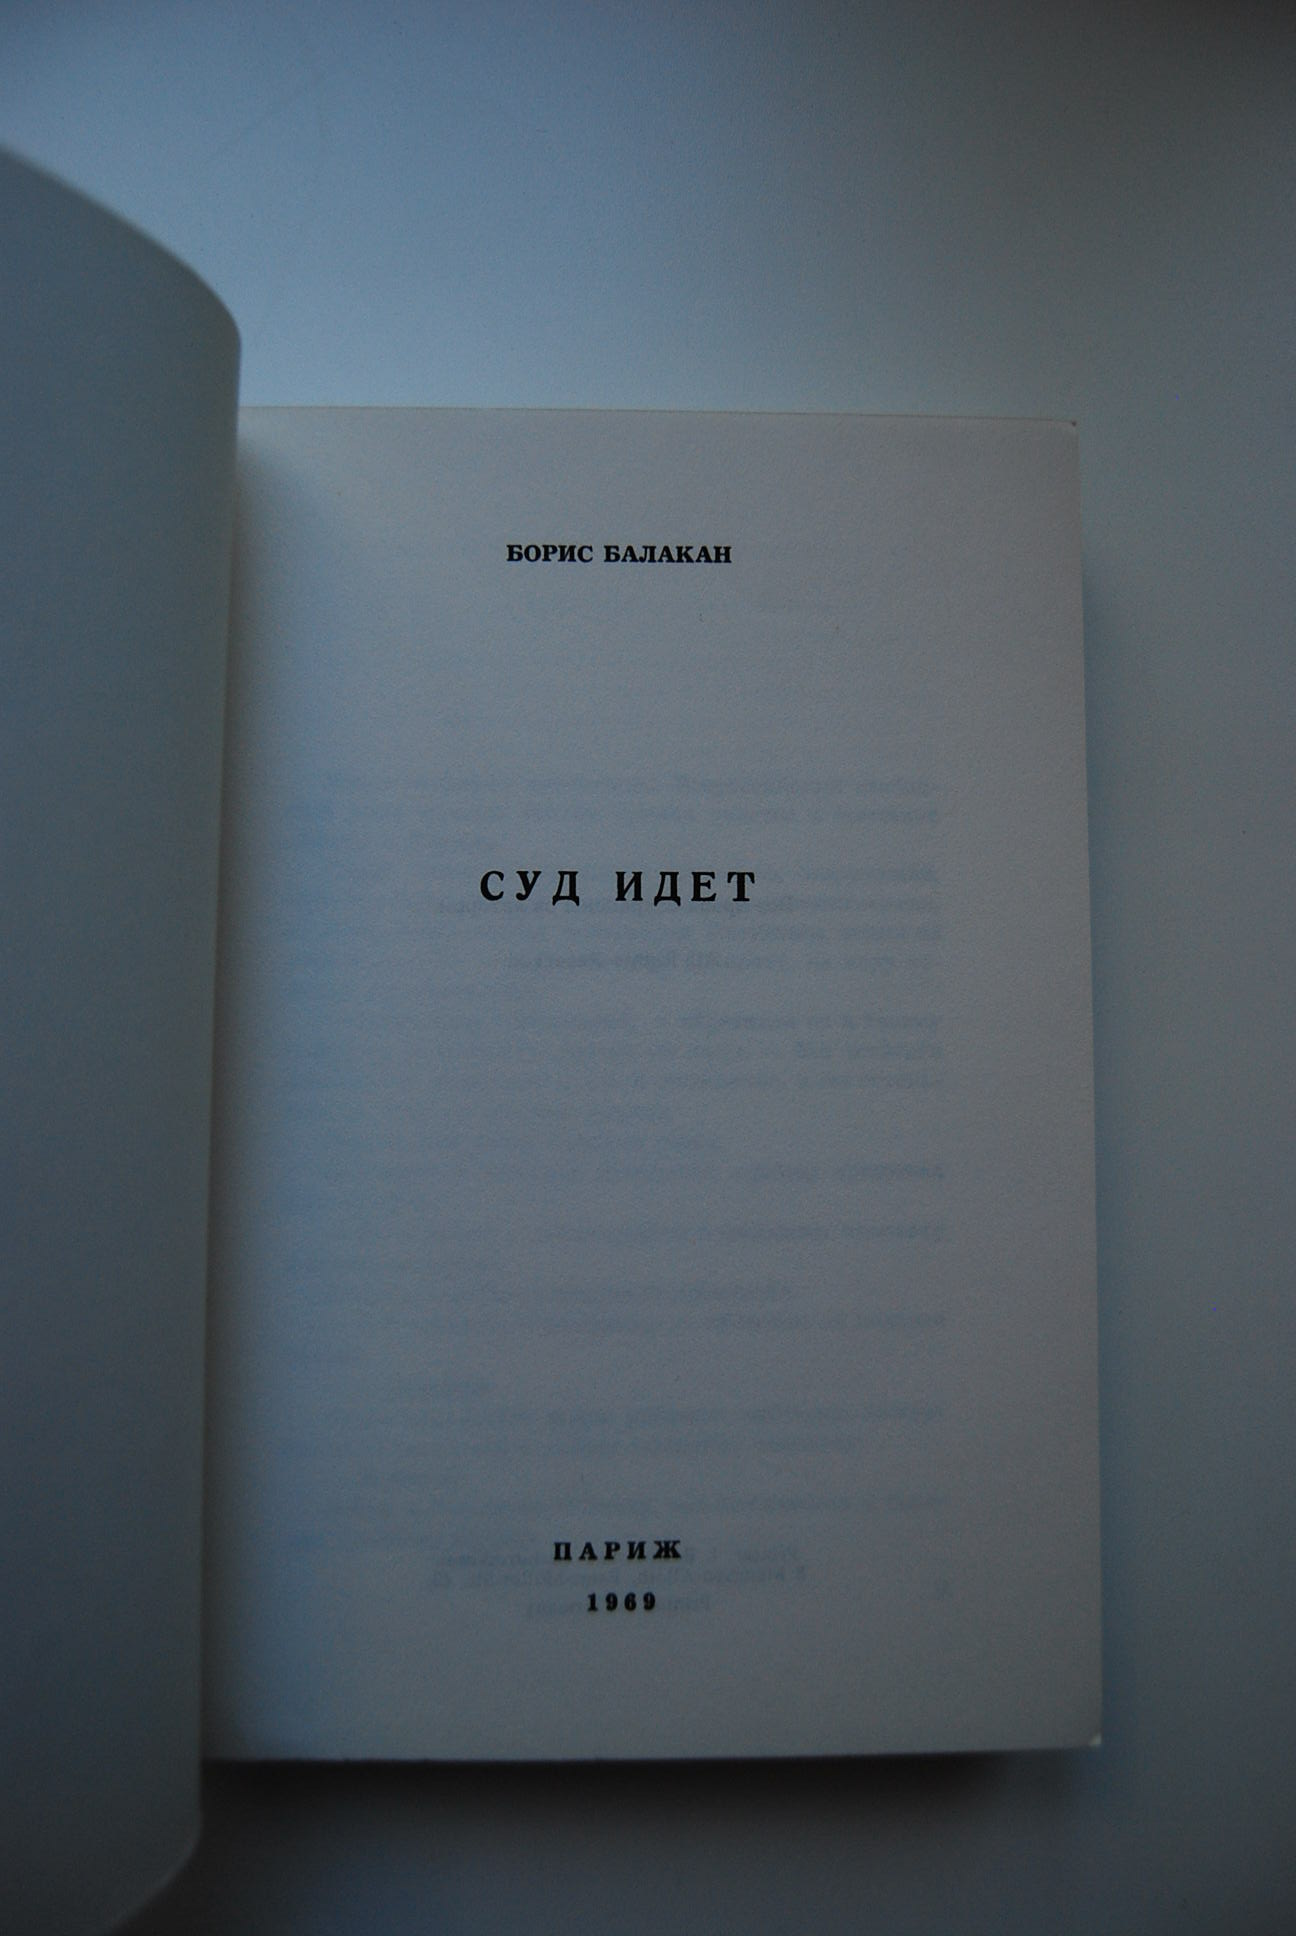 БОРИС БАЛАКАН
СУД ИДЕТ
ПАРИЖ
1969